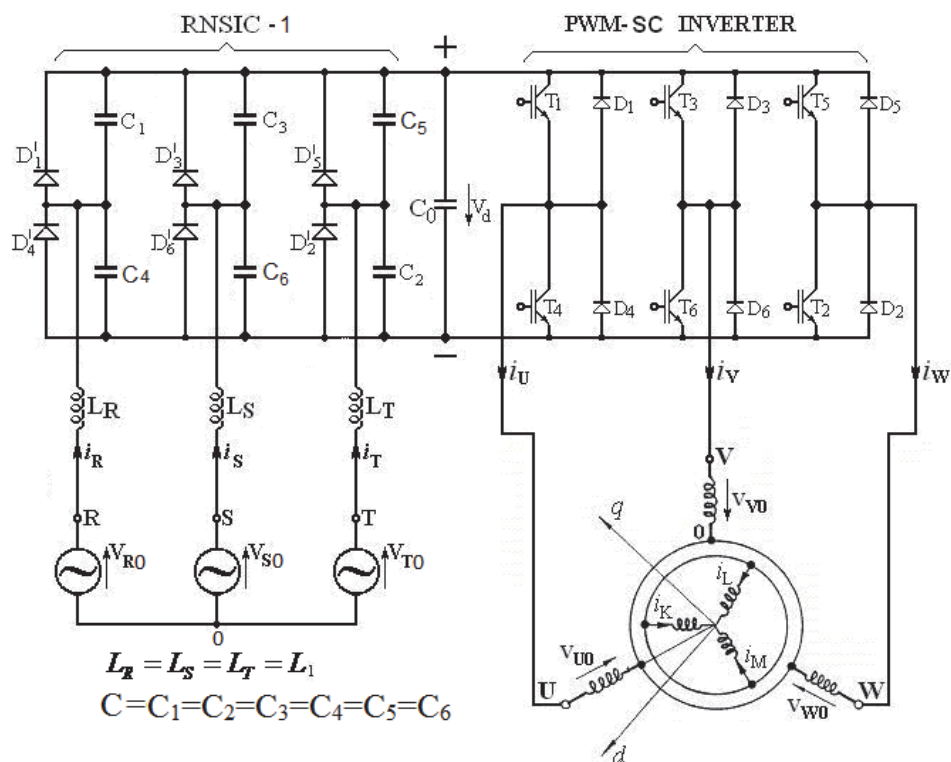 RNSIC -1
PWM-SC INVERTER
+
C1
C3
C5
T1
D1
T3
D3
T5
D5
D'1
D'3
D'5
C0
Vd
D'4
D'6
D'2
C4
C6
C2
T4
D4
T6
D6
T2
D2
−
iU
iV
iW
LR
LS
LT
iR
iS
iT
V
R
S
T
VV0
q
0
VR0
VS0
VT0
iL
iK
0
LR = LS = LT = L1
VU0
iM
U
W
C=C1=C2=C3=C4=C5=C6
VW0
d